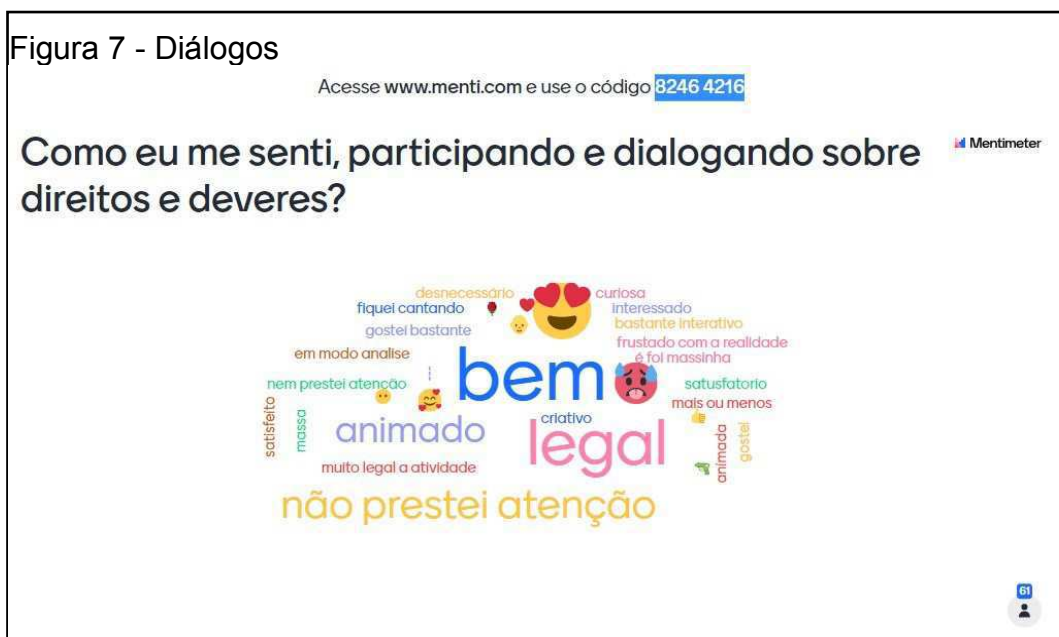 Figura 7 - Diálogos
Acesse www.menti.com e use o código 8246 4216
Como eu me senti, participando e dialogando sobre
direitos e deveres?
Mentimeter
desnecessário
curiosa
fiquei cantando
interessado
gostei bastante
bastante interativo
frustado com a realidade
em modo analise
é foi massinha
bem
nem prestei atenção
satusfatorio
mais ou menos
satisfeito
massa
animado
criativo
legal
animada
gostei
muito legal a atividade
não prestei atenção
61